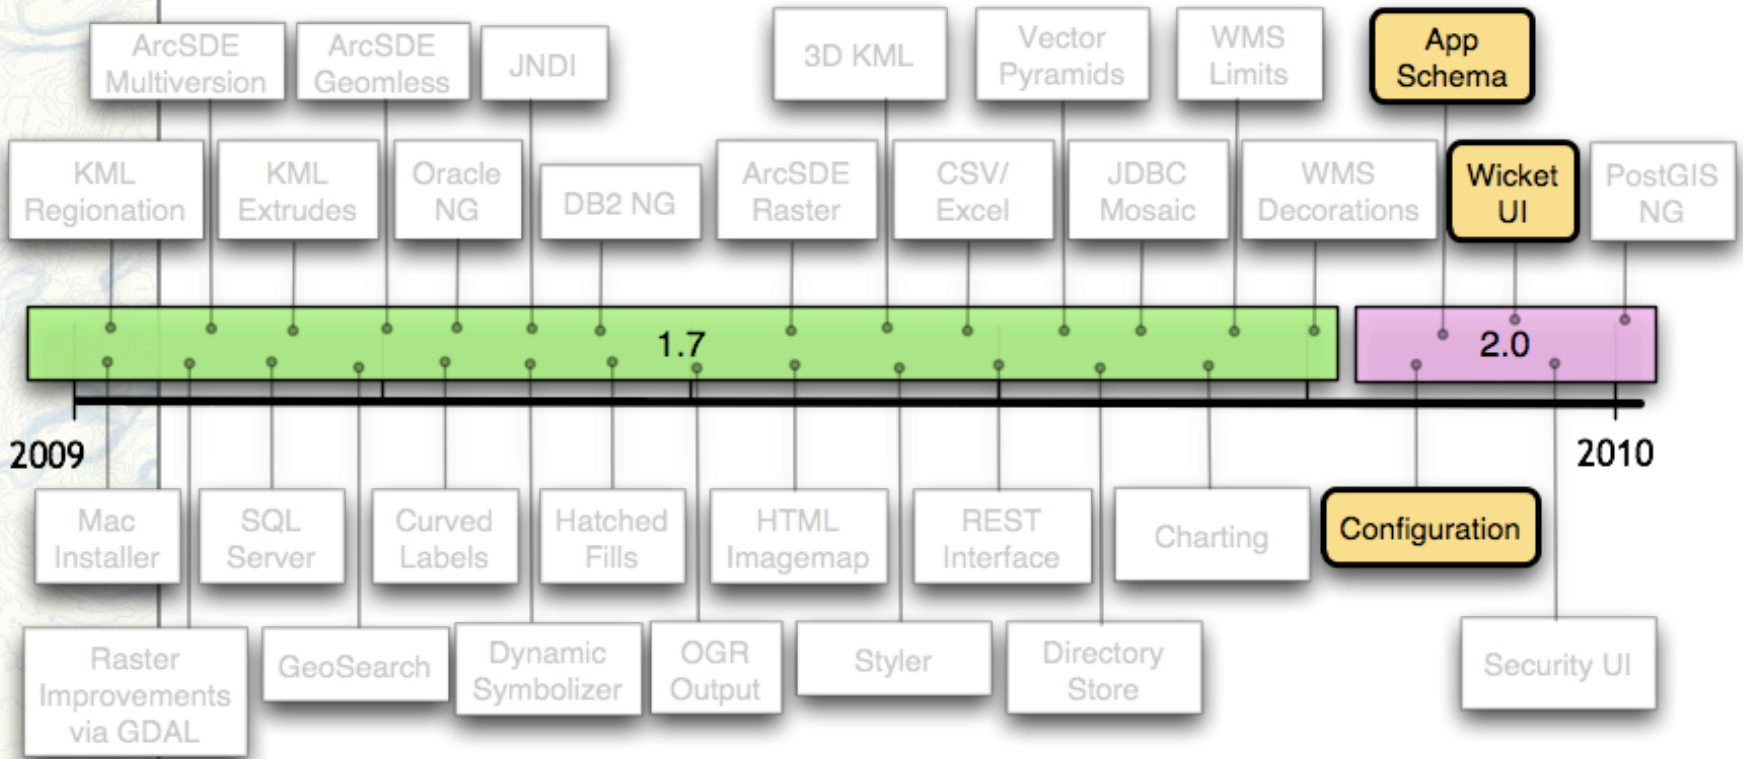 ArcSDE
Multiversion
ArcSDE
Geomless
JNDI
3D KML
Vector
Pyramids
WMS
Limits
App
Schema
KML
Regionation
KML
Extrudes
Oracle
NG
DB2 NG
ArcSDE
Raster
CSV/
Excel
JDBC
Mosaic
WMS
Decorations
Wicket
UI
PostGIS
NG
1.7
2.0
2009
2010
Mac
Installer
SQL
Server
Curved
Labels
Hatched
Fills
HTML
Imagemap
REST
Interface
Charting
Configuration
Raster
Improvements
via GDAL
GeoSearch
Dynamic
Symbolizer
OGR
Output
Styler
Directory
Store
Security UI